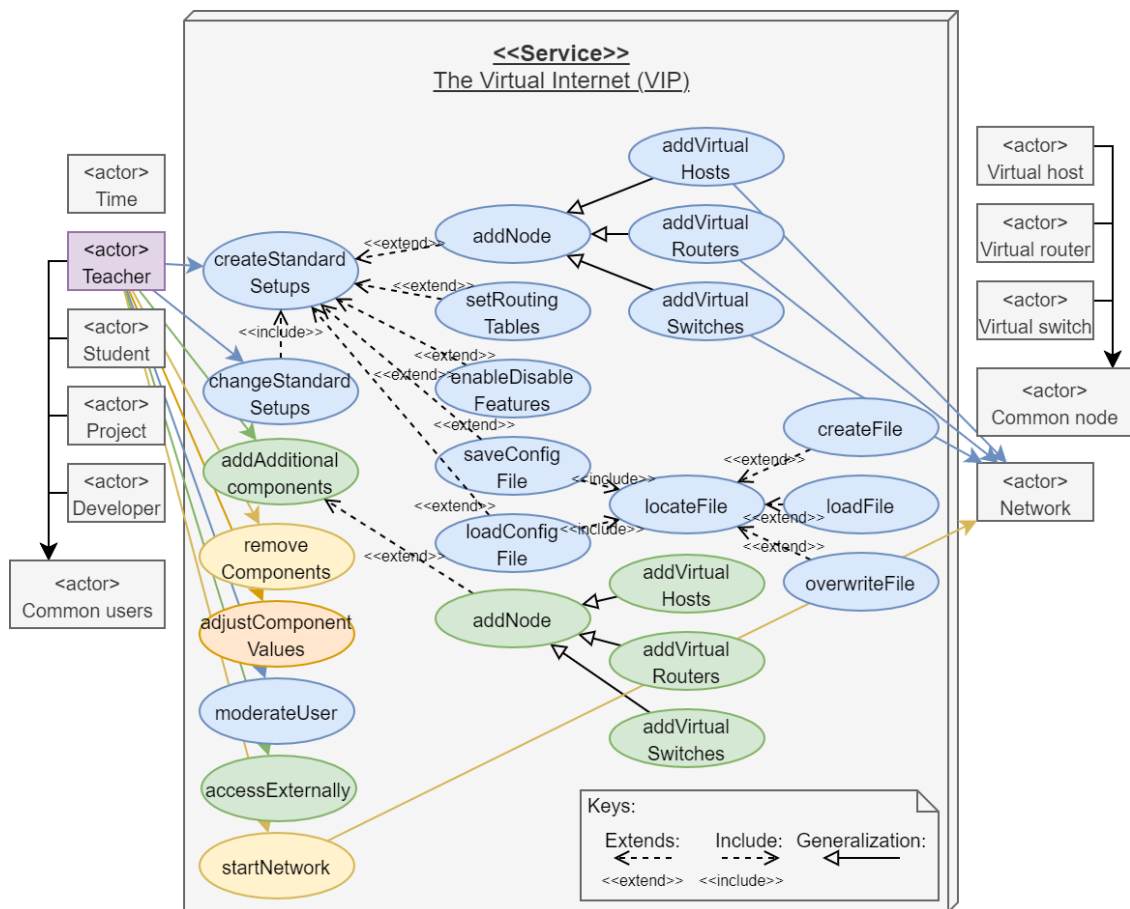 <<Service>>
The Virtual Internet (VIP)
<actor>
Time
<actor>
Teacher
<actor>
Student
<actor>
Project
<actor>
Developer
<actor>
Common users
createStandard
Setups
<<include>>
changeStandard
Setups
addAdditional
components
remove
Components
adjustComponent
Values
moderateUser
accessExternally
startNetwork
<<extend>>
<<extend>>
<<extend>>
<<extend>>
<<extend>>
<<extend>>
addNode
setRouting
Tables
enableDisable
Features
saveConfig
File
loadConfig
File
addNode
<<include>>
<<include>>
addVirtual
Hosts
addVirtual
Routers
addVirtual
Switches
locateFile
<<extend>>
<<extend>>
<<extend>>
createFile
loadFile
overwriteFile
addVirtual
Hosts
addVirtual
Routers
addVirtual
Switches
<actor>
Virtual host
<actor>
Virtual router
<actor>
Virtual switch
<actor>
Common node
<actor>
Network
Keys:
Extends: Include: Generalization:
<<extend>> <<include>>